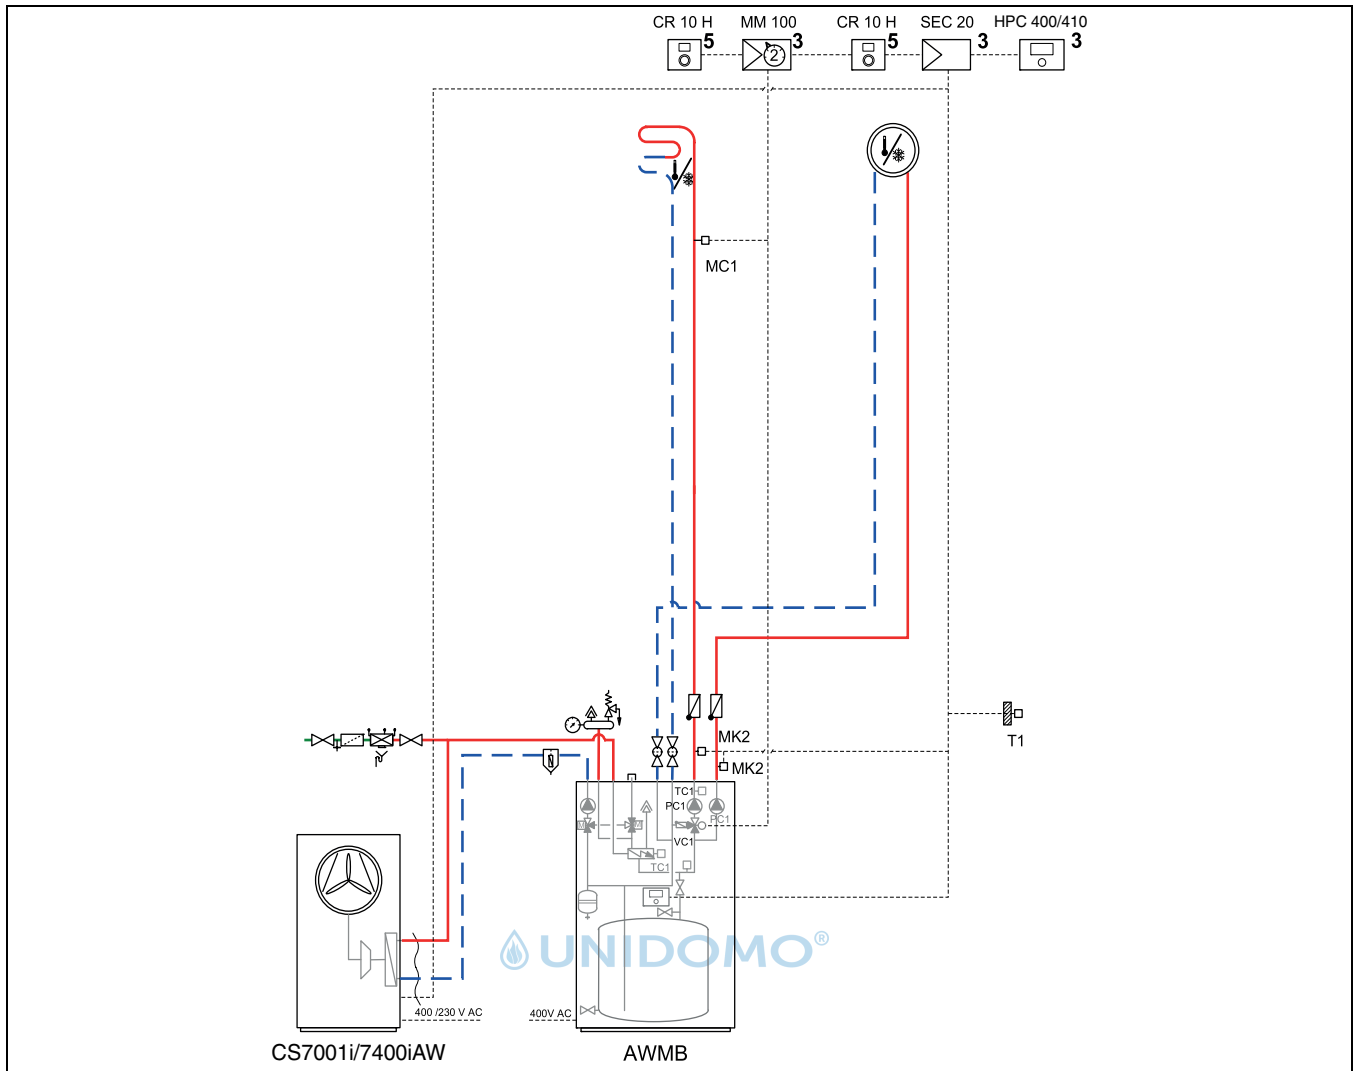 CR 10 H
MM 100
CR 10 H
SEC 20
HPC 400/410
5
3
5
3
3
2
MC1
MK2
MK2
T1
TC1
PC1
PC1
M
M
VC1
TC1
UNIDOMO®
400 /230 V AC
400V AC
CS7001i/7400iAW
AWMB